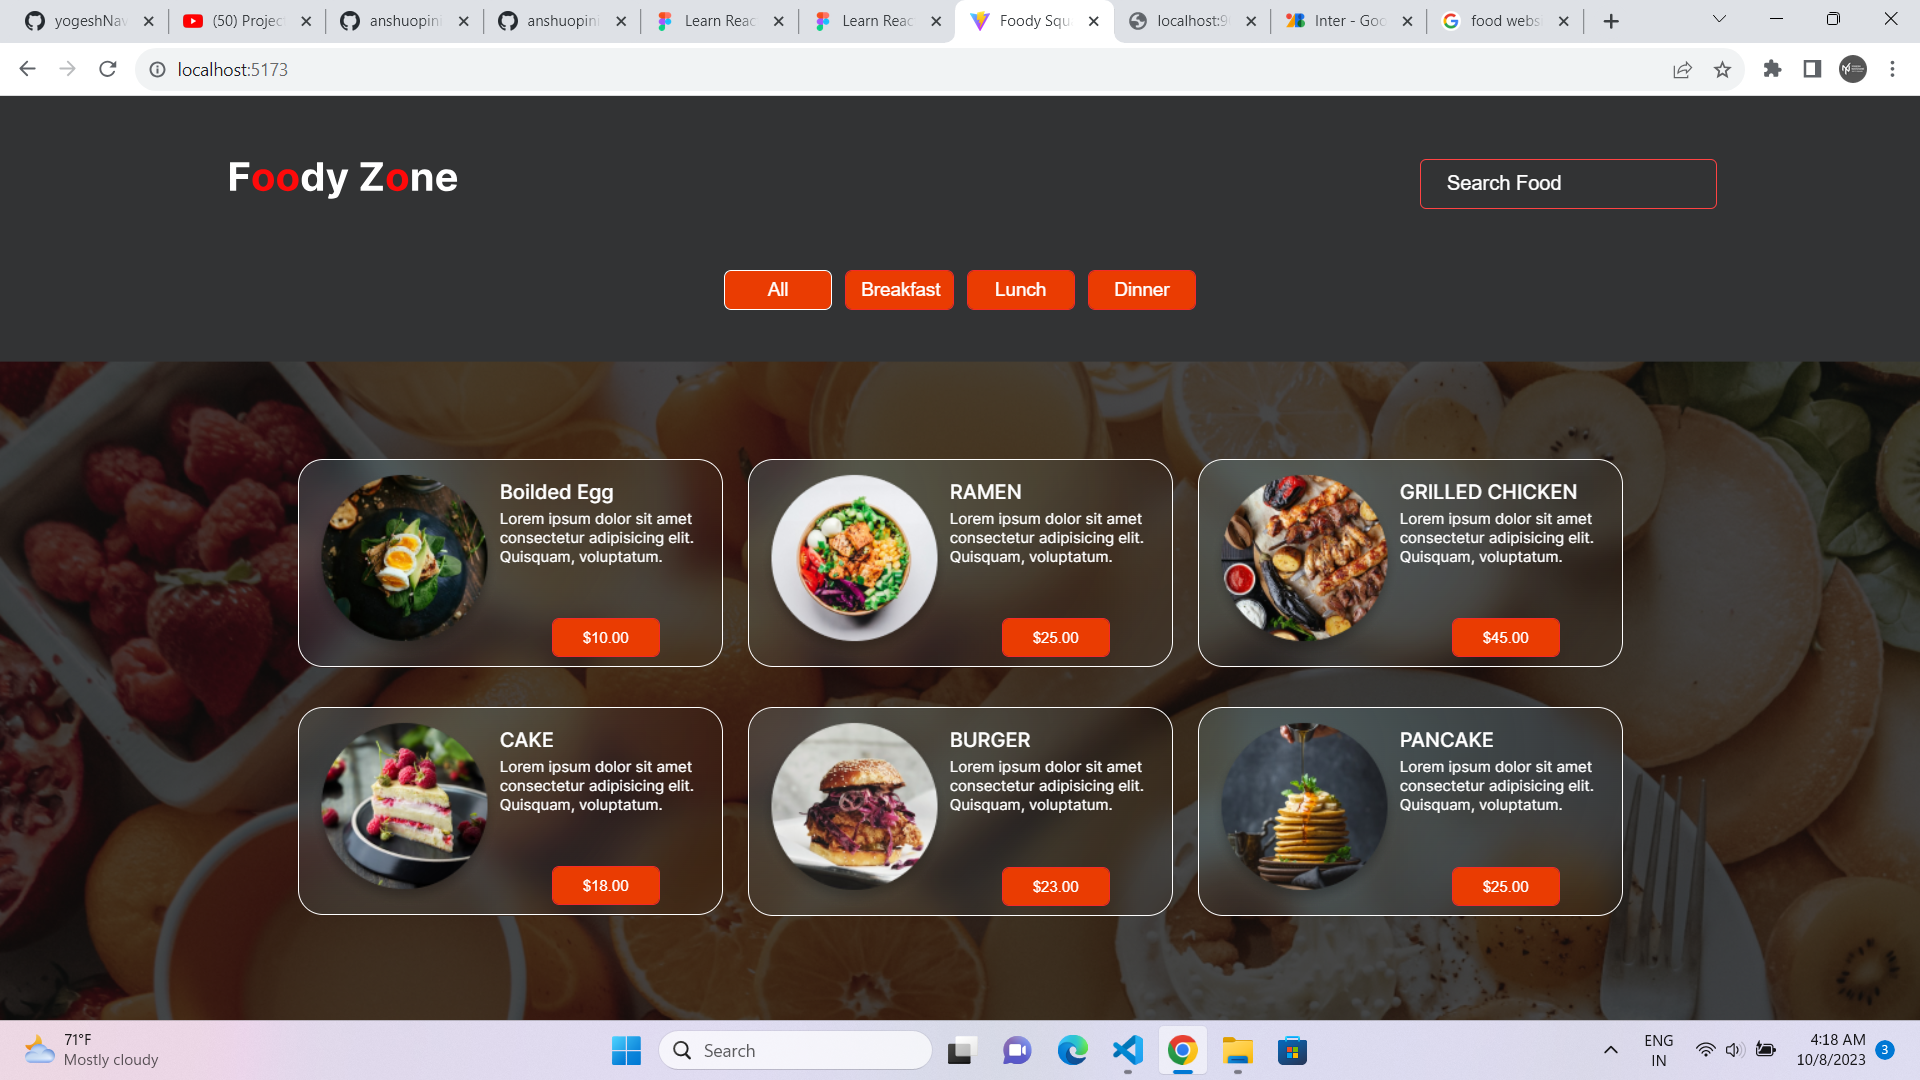 yogeshNav
(50) Project
anshuopini
anshuopini
Learn Reac
Learn Reac
Foody Squ
localhost:9
Inter - Goo
food webs
localhost:5173
Foody Zone
Search Food
All
Breakfast
Lunch
Dinner
Boilded Egg
Lorem ipsum dolor sit amet
consectetur adipisicing elit.
Quisquam, voluptatum.
$10.00
RAMEN
Lorem ipsum dolor sit amet
consectetur adipisicing elit.
Quisquam, voluptatum.
$25.00
GRILLED CHICKEN
Lorem ipsum dolor sit amet
consectetur adipisicing elit.
Quisquam, voluptatum.
$45.00
CAKE
Lorem ipsum dolor sit amet
consectetur adipisicing elit.
Quisquam, voluptatum.
$18.00
BURGER
Lorem ipsum dolor sit amet
consectetur adipisicing elit.
Quisquam, voluptatum.
$23.00
PANCAKE
Lorem ipsum dolor sit amet
consectetur adipisicing elit.
Quisquam, voluptatum.
$25.00
71°F
Mostly cloudy
Search
ENG
IN
4:18 AM
10/8/2023
3